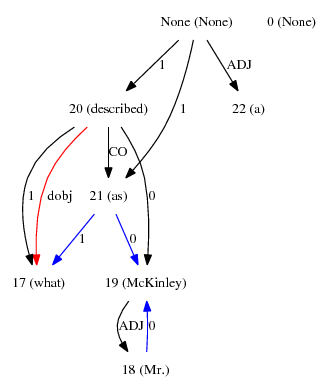 None (None) 0 (None)
1 ADJ
20 (described) 1 22 (a)
CO
1 dobj 21 (as) 0
1 0
17 (what) 19 (McKinley)
ADJ 0
18 (Mr.)